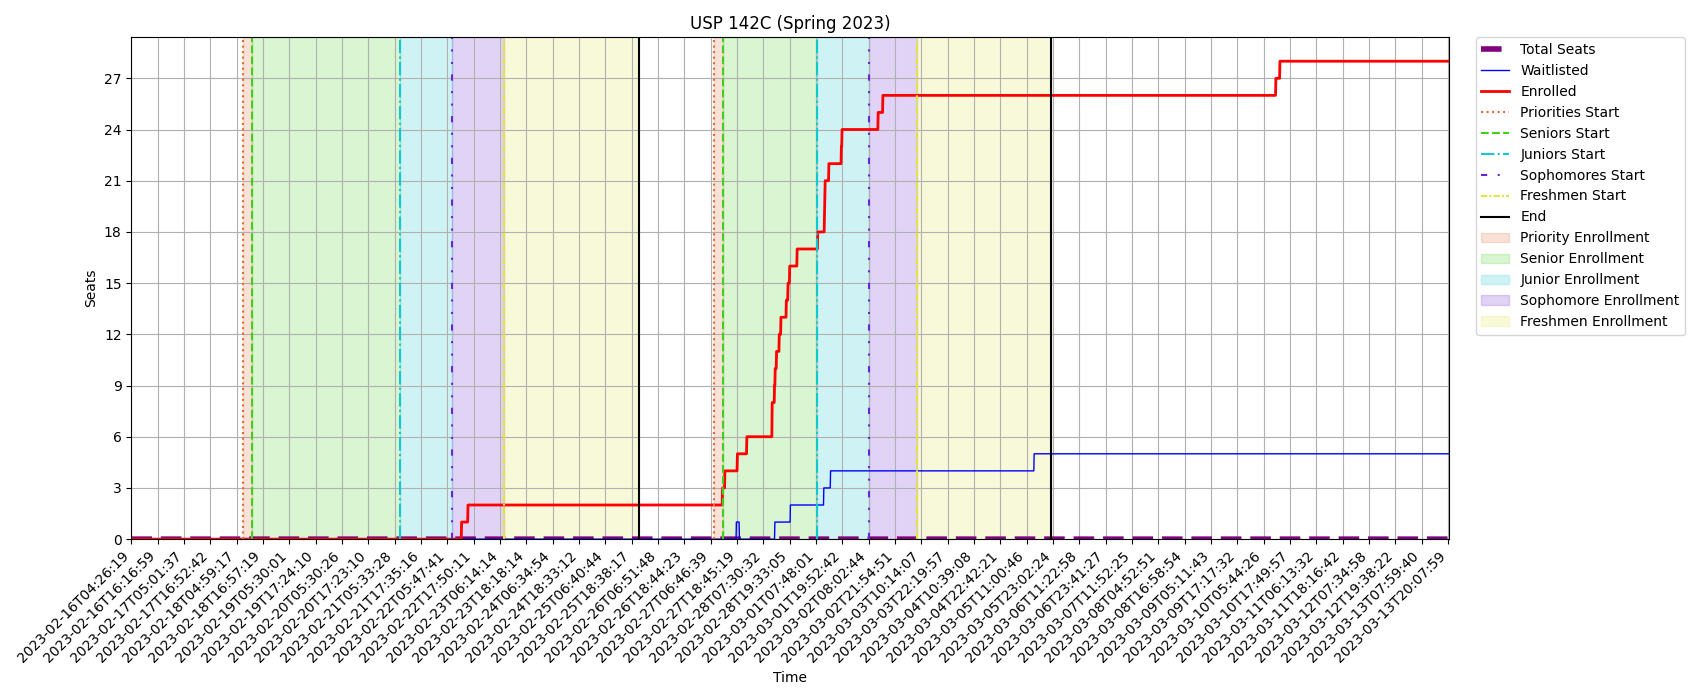 USP 142C (Spring 2023)
Seats
27
24
21
18
15
12
9
6
3
0
2023-02-16T04:26:19
2023-02-16T16:16:59
2023-02-17T05:01:37
2023-02-17T16:52:42
2023-02-18T04:59:17
2023-02-18T16:57:19
2023-02-19T05:30:01
2023-02-19T17:24:10
2023-02-20T05:30:26
2023-02-20T17:23:10
2023-02-21T05:33:28
2023-02-21T17:35:16
2023-02-22T05:47:41
2023-02-22T17:50:11
2023-02-23T06:14:14
2023-02-23T18:18:14
2023-02-24T06:34:54
2023-02-24T18:33:12
2023-02-25T06:40:44
2023-02-25T18:38:17
2023-02-26T06:51:48
2023-02-26T18:44:23
2023-02-27T06:46:39
2023-02-27T18:45:19
2023-02-28T07:30:32
2023-02-28T19:33:05
2023-03-01T07:48:01
2023-03-01T19:52:42
2023-03-02T08:02:44
2023-03-02T21:54:51
2023-03-03T10:14:07
2023-03-03T22:19:57
2023-03-04T10:39:08
2023-03-04T22:42:21
2023-03-05T11:00:46
2023-03-05T23:02:24
2023-03-06T11:22:58
2023-03-06T23:41:27
2023-03-07T11:52:25
2023-03-08T04:52:51
2023-03-08T16:58:54
2023-03-09T05:11:43
2023-03-09T17:17:32
2023-03-10T05:44:26
2023-03-10T17:49:57
2023-03-11T06:13:32
2023-03-11T18:16:42
2023-03-12T07:34:58
2023-03-12T19:38:22
2023-03-13T07:59:40
2023-03-13T20:07:59
Time
Total Seats
Waitlisted
Enrolled
Priorities Start
Seniors Start
Juniors Start
Sophomores Start
Freshmen Start
End
Priority Enrollment
Senior Enrollment
Junior Enrollment
Sophomore Enrollment
Freshmen Enrollment